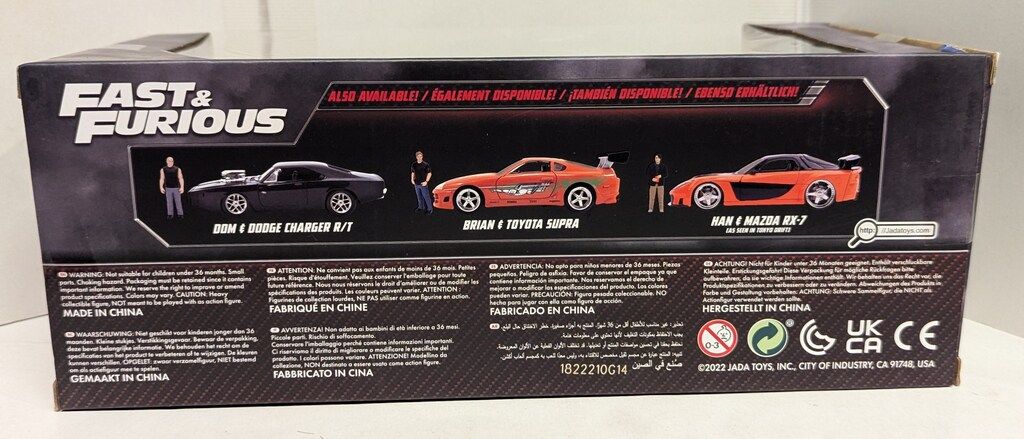 FAST &
FURIOUS
ALSO AVAILABLE! / ÉGALEMENT DISPONIBLE! / ¡TAMBIÉN DISPONIBLE! / EBENSO ERHÄLTLICH!
DOM & DODGE CHARGER R/T
BRIAN & TOYOTA SUPRA
HAN & MAZDA RX-7
(AS SEEN IN TOKYO DRIFT)
http: //Jadatoys.com
WARNING: Not suitable for children under 36 months. Small
parts. Choking hazard. Packaging must be retained since it contains
important information. We reserve the right to improve or amend
product specifications. Colors may vary. CAUTION: Heavy
collectible figure, NOT meant to be played with as action figure.
MADE IN CHINA
ATTENTION: Ne convient pas aux enfants de moins de 36 mois. Petites
pièces. Risque d'étouffement. Veuillez conserver l'emballage pour toute
future référence. Nous nous réservons le droit d'améliorer ou de modifier les
spécifications des produits. Les couleurs peuvent varier. ATTENTION :
Figurines de collection lourdes, NE PAS utiliser comme figurine en action.
FABRIQUÉ EN CHINE
ADVERTENCIA: No apto para niños menores de 36 meses. Piezas
pequeñas. Peligro de asfixia. Favor de conservar el empaque ya que
contiene información importante. Nos reservamos el derecho de
mejorar o modificar las especificaciones del producto. Los colores
pueden variar. PRECAUCIÓN: Figura pesada coleccionable. NO
hecha para jugar con ella como figura de acción.
FABRICADO EN CHINA
ACHTUNG! Nicht für Kinder unter 36 Monaten geeignet. Enthält verschluckbare
Kleinteile. Erstickungsgefahr! Diese Verpackung für mögliche Rückfragen bitte
aufbewahren, da sie wichtige Information enthält. Wir behalten uns das Recht vor, die
Produktspezifikationen zu verbessern oder zu verändern. Abweichungen des Produktes in
Farbe und Gestaltung vorbehalten. ACHTUNG: Schwere Sammelfigur, die NICHT als
Actionfigur verwendet werden sollte.
HERGESTELLT IN CHINA
WAARSCHUWING: Niet geschikt voor kinderen jonger dan 36
maanden. Kleine stukjes. Verstikkingsgevaar. Bewaar de verpakking,
deze bevat belangrijke informatie. We behouden het recht om de
specificaties van het product te verbeteren of te wijzigen. De kleuren
kunnen verschillen. OPGELET: zwaar verzamelfiguur, NIET bestemd
om als actiefiguur mee te spelen.
GEMAAKT IN CHINA
AVVERTENZA! Non adatto ai bambini di età inferiore a 36 mesi.
Piccole parti. Rischio di soffocamento.
Conservare l'imballaggio perché contiene informazioni importanti.
Ci riserviamo il diritto di migliorare o modificare le specifiche del prodotto.
I colori possono variare. ATTENZIONE! Modellino da
collezione, NON destinato a essere usato come action figure.
FABBRICATO IN CINA
صنع في الصين
1822210G14
0-3
UK
CA
CE
©2022 JADA TOYS, INC., CITY OF INDUSTRY, CA 91748, USA